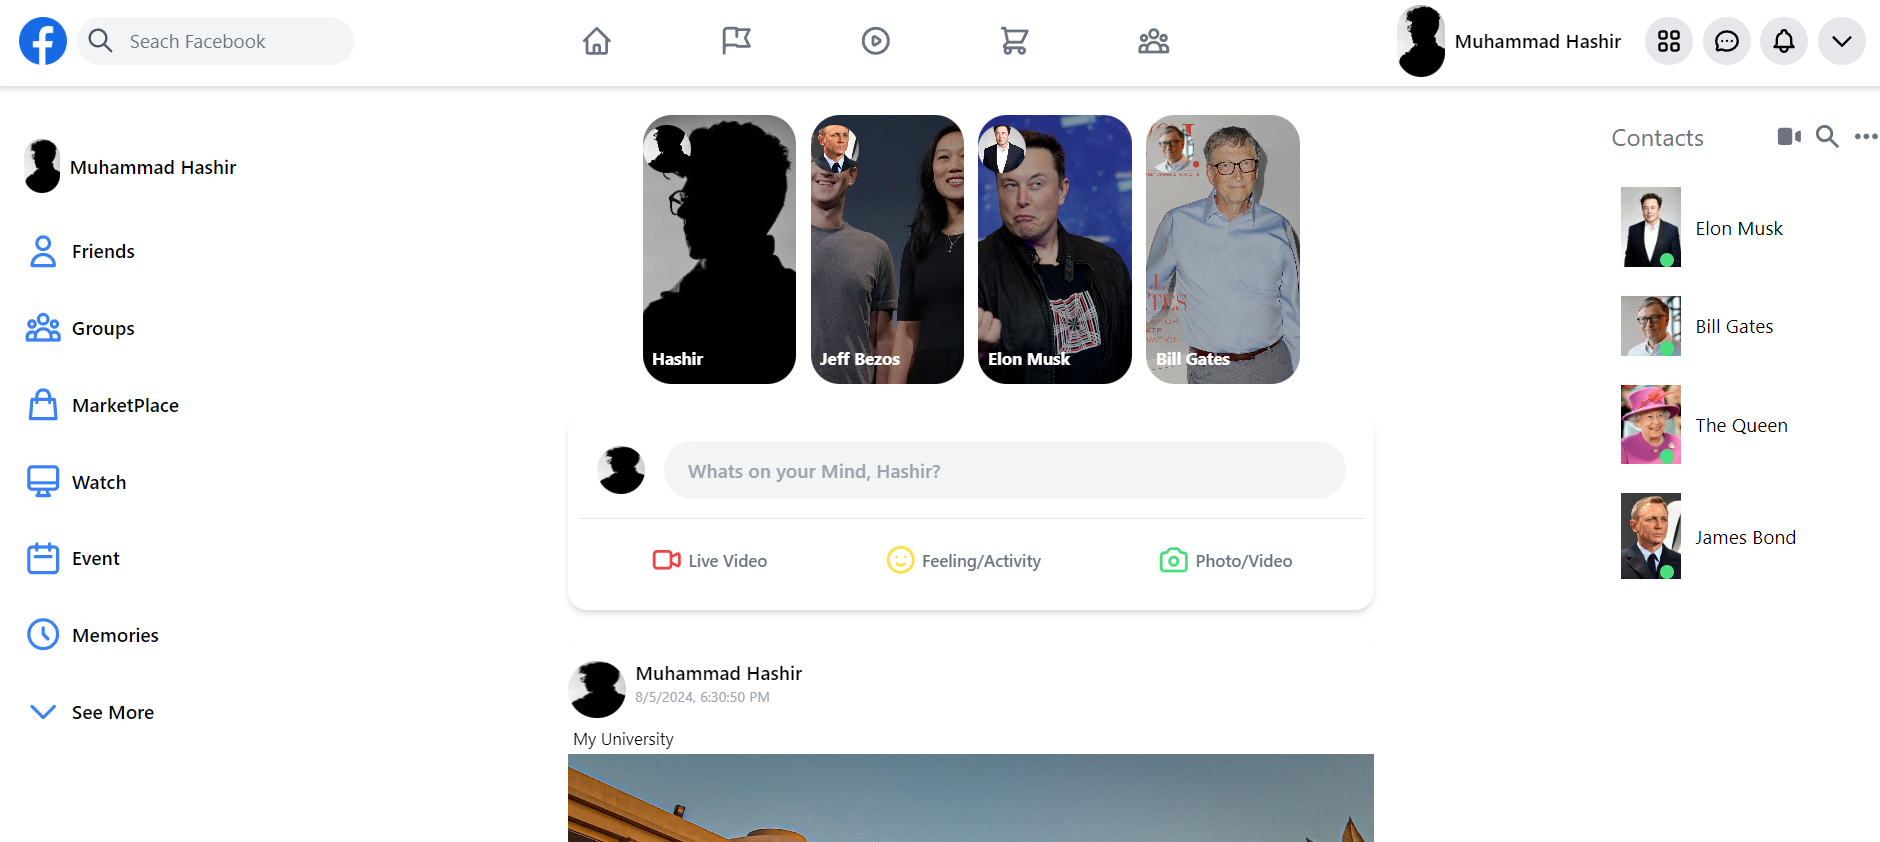 Seach Facebook
Muhammad Hashir
Muhammad Hashir
Friends
Groups
MarketPlace
Watch
Event
Memories
See More
Hashir
Jeff Bezos
Elon Musk
Bill Gates
Whats on your Mind, Hashir?
Live Video
Feeling/Activity
Photo/Video
Muhammad Hashir
8/5/2024, 6:30:50 PM
My University
Contacts
Elon Musk
Bill Gates
The Queen
James Bond